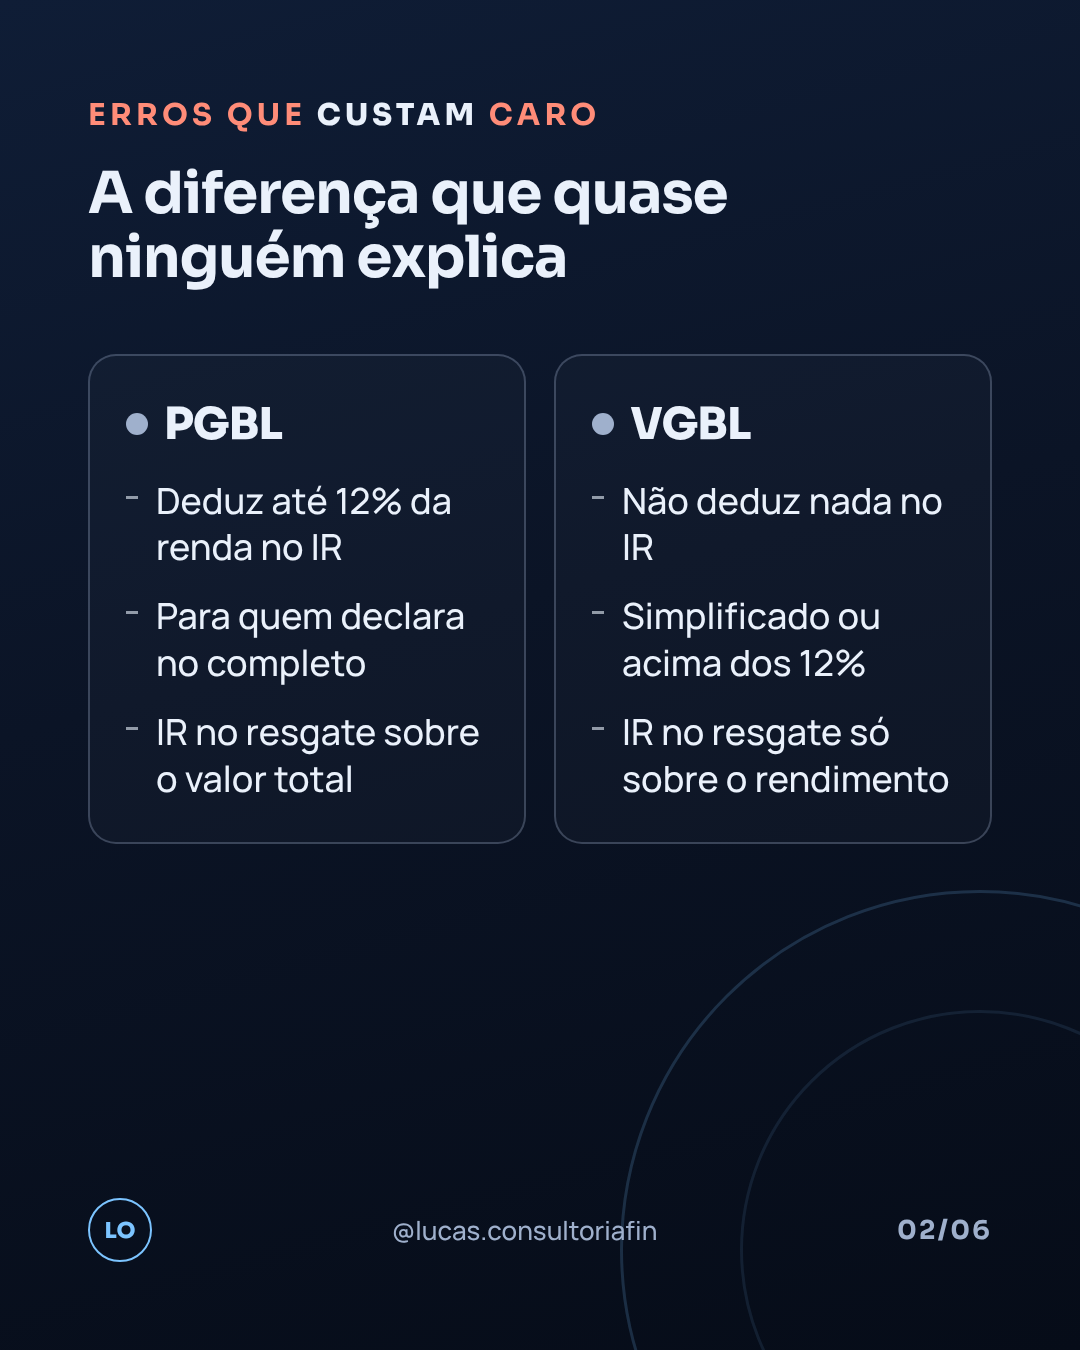 ERROS QUE CUSTAM CARO
A diferença que quase
ninguém explica
PGBL
- Deduz até 12% da
renda no IR
- Para quem declara
no completo
- IR no resgate sobre
o valor total
VGBL
- Não deduz nada no
IR
- Simplificado ou
acima dos 12%
- IR no resgate só
sobre o rendimento
LO
@lucas.consultoriafin
02/06